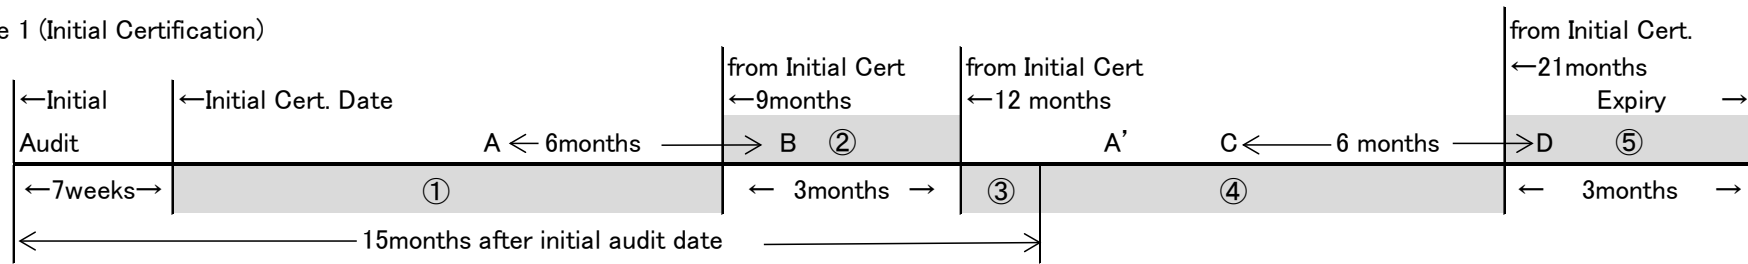 e 1 (Initial Certification)
from Initial Cert.
from Initial Cert
from Initial Cert
←21months
←Initial
←Initial Cert. Date
←9months
←12 months
Expiry →
Audit
A ← 6months → B ②
A’
C ← 6 months → D ⑤
←7weeks→
①
← 3months →
③
④
← 3months →
← 15months after initial audit date →